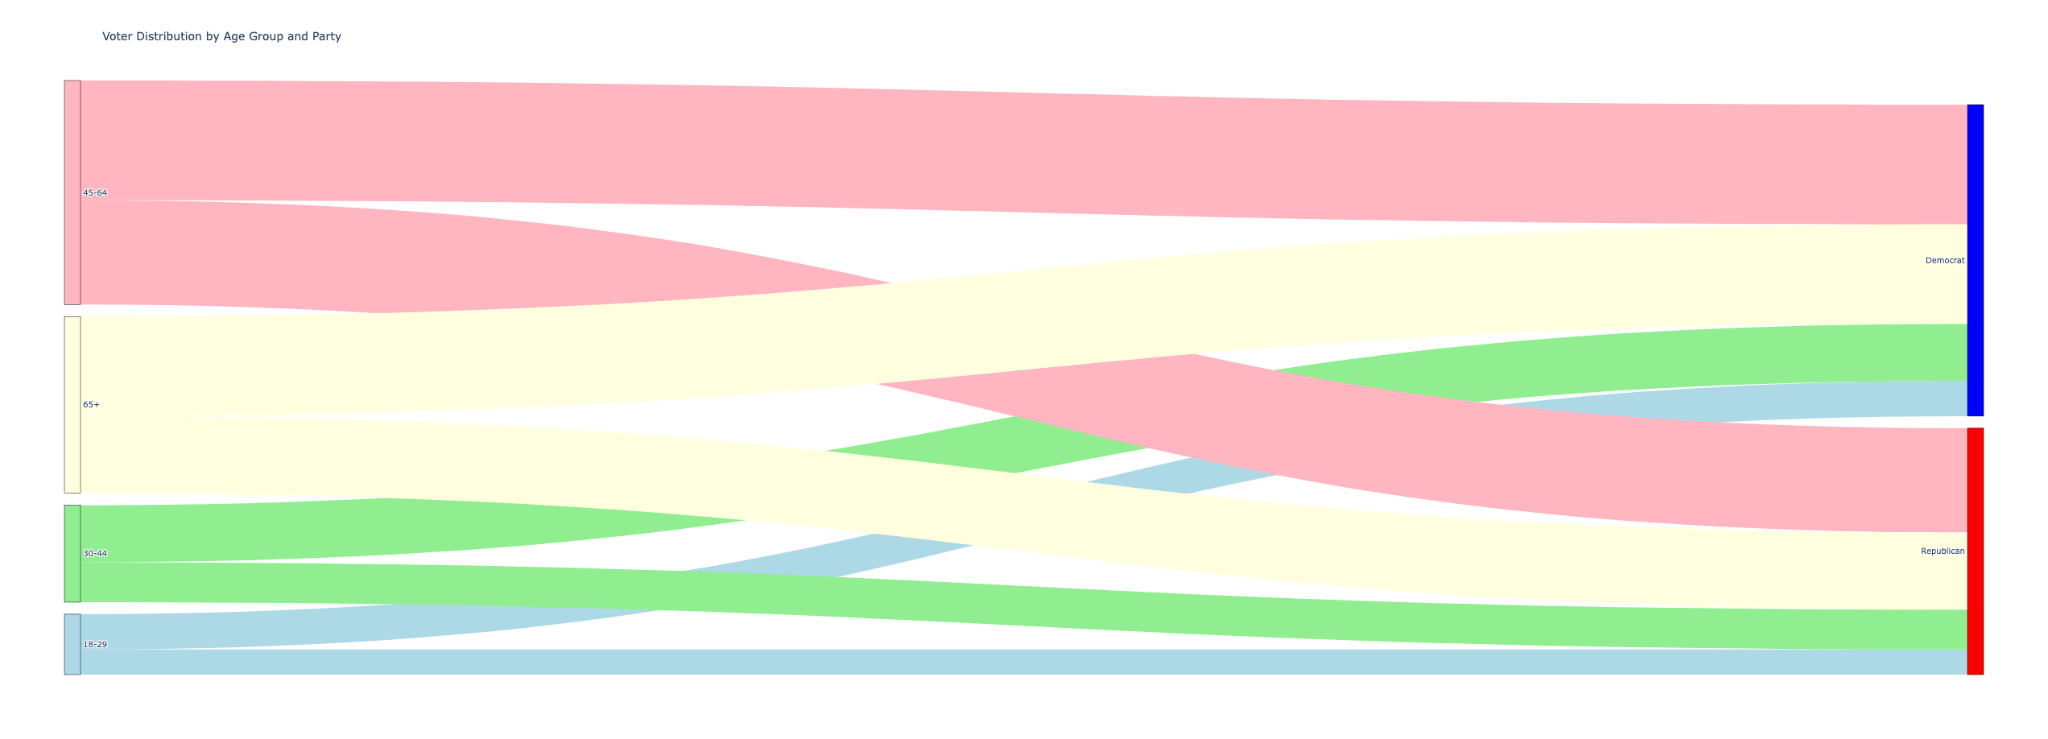 Voter Distribution by Age Group and Party
45-64
Democrat
65+
30-44
Republican
18-29